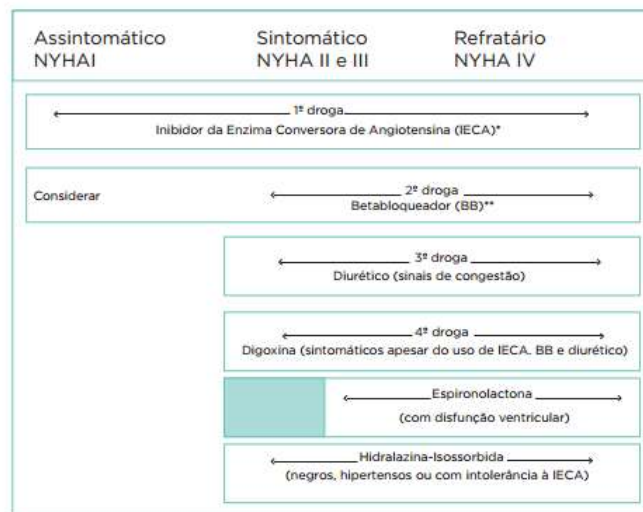 Assintomático Sintomático Refratário
NYHAI NYHA II e III NYHA IV
1ª droga
Inibidor da Enzima Conversora de Angiotensina (IECA)*
Considerar
2ª droga
Betabloqueador (BB)**
3ª droga
Diurético (sinais de congestão)
4ª droga
Digoxina (sintomáticos apesar do uso de IECA. BB e diurético)
Espironolactona
(com disfunção ventricular)
Hidralazina-Isossorbida
(negros, hipertensos ou com intolerância à IECA)